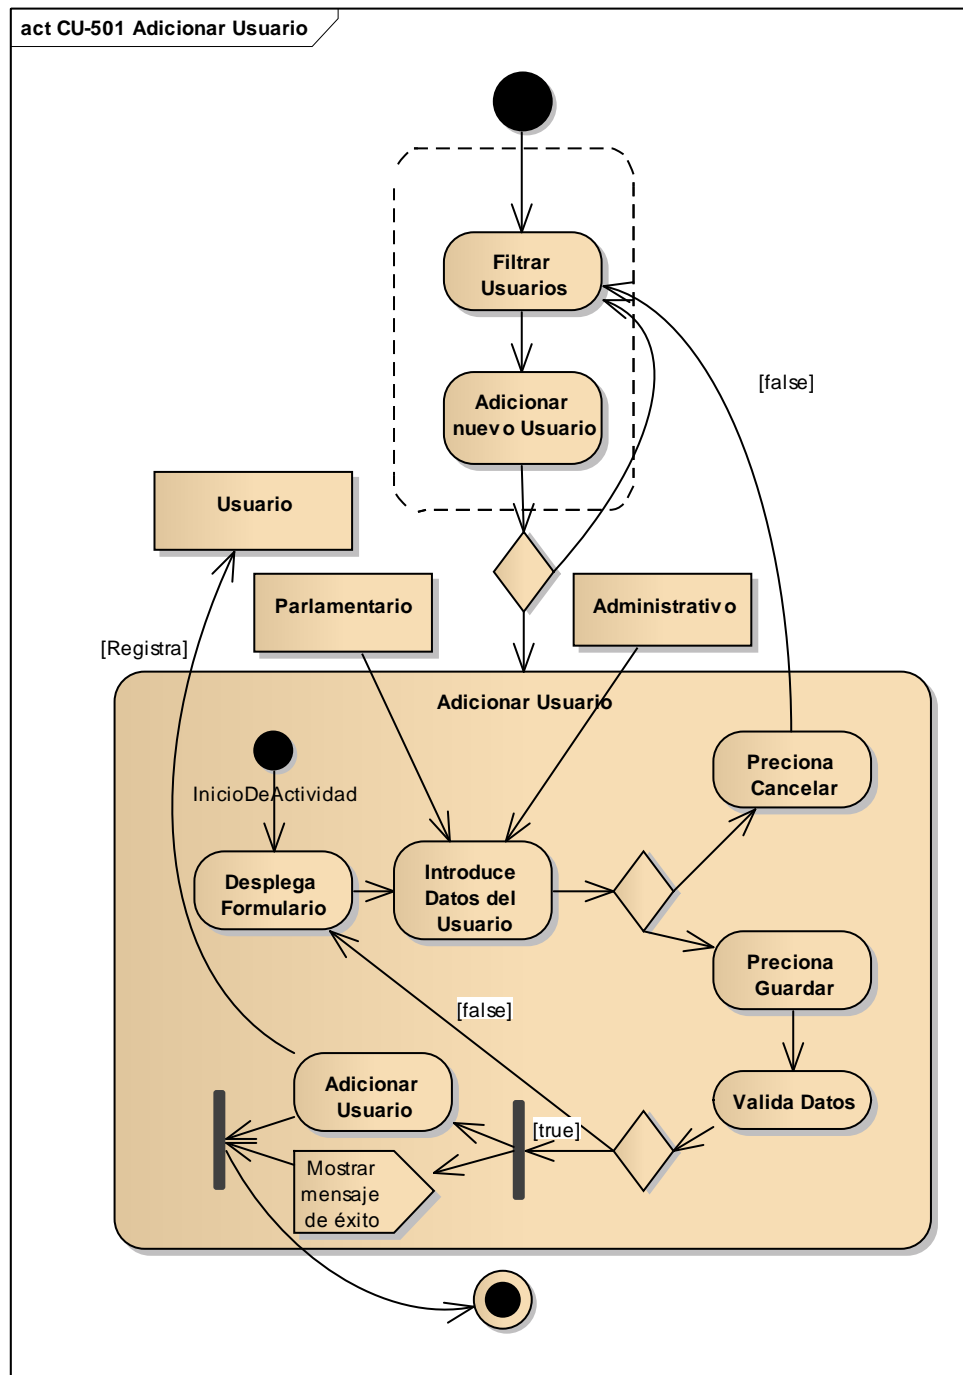 act CU-501 Adicionar Usuario
Filtrar
Usuarios
[false]
Adicionar
nuevo Usuario
Usuario
Parlamentario
Administrativo
[Registra]
Adicionar Usuario
Preciona
Cancelar
InicioDeActividad
Desplega
Formulario
Introduce
Datos del
Usuario
Preciona
Guardar
[false]
Adicionar
Usuario
Valida Datos
[true]
Mostrar
mensaje
de éxito